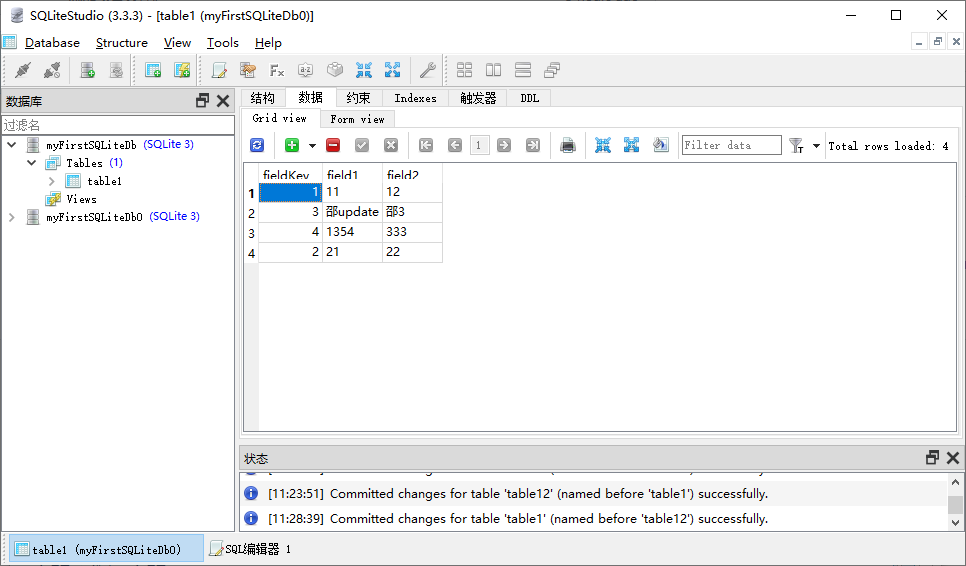 SQLiteStudio (3.3.3) - [table1 (myFirstSQLiteDb0)]
Database Structure View Tools Help
数据库
过滤名
myFirstSQLiteDb (SQLite 3)
Tables (1)
table1
Views
myFirstSQLiteDb0 (SQLite 3)
结构 数据 约束 Indexes 触发器 DDL
Grid view Form view
1 Filter data Total rows loaded: 4
fieldKey field1 field2
1 1 11 12
2 3 邵update 邵3
3 4 1354 333
4 2 21 22
状态
[11:23:51] Committed changes for table 'table12' (named before 'table1') successfully.
[11:28:39] Committed changes for table 'table1' (named before 'table12') successfully.
table1 (myFirstSQLiteDb0) SQL编辑器 1